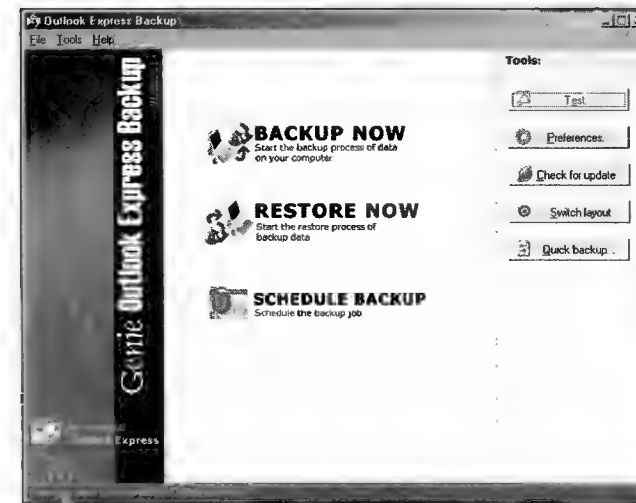 Outlook Express Backup
File Tools Help
Genie Outlook Express Backup
Express
BACKUP NOW
Start the backup process of data
on your computer
RESTORE NOW
Start the restore process of
backup data
SCHEDULE BACKUP
Schedule the backup job
Tools:
Test
Preferences.
Check for update
Switch layout
Quick backup..